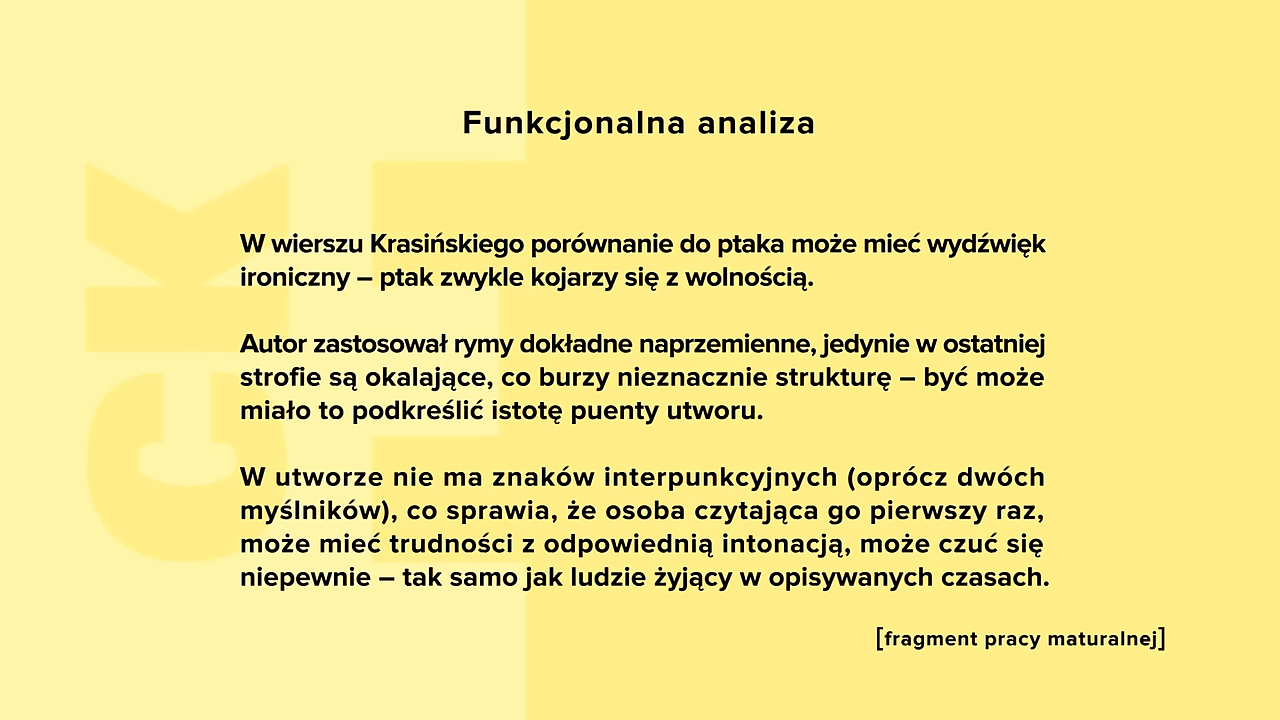 Funkcjonalna analiza
W wierszu Krasińskiego porównanie do ptaka może mieć wydźwięk
ironiczny – ptak zwykle kojarzy się z wolnością.
Autor zastosował rymy dokładne naprzemienne, jedynie w ostatniej
strofie są okalające, co burzy nieznacznie strukturę – być może
miało to podkreślić istotę puenty utworu.
W utworze nie ma znaków interpunkcyjnych (oprócz dwóch
myślników), co sprawia, że osoba czytająca go pierwszy raz,
może mieć trudności z odpowiednią intonacją, może czuć się
niepewnie – tak samo jak ludzie żyjący w opisywanych czasach.
[fragment pracy maturalnej]